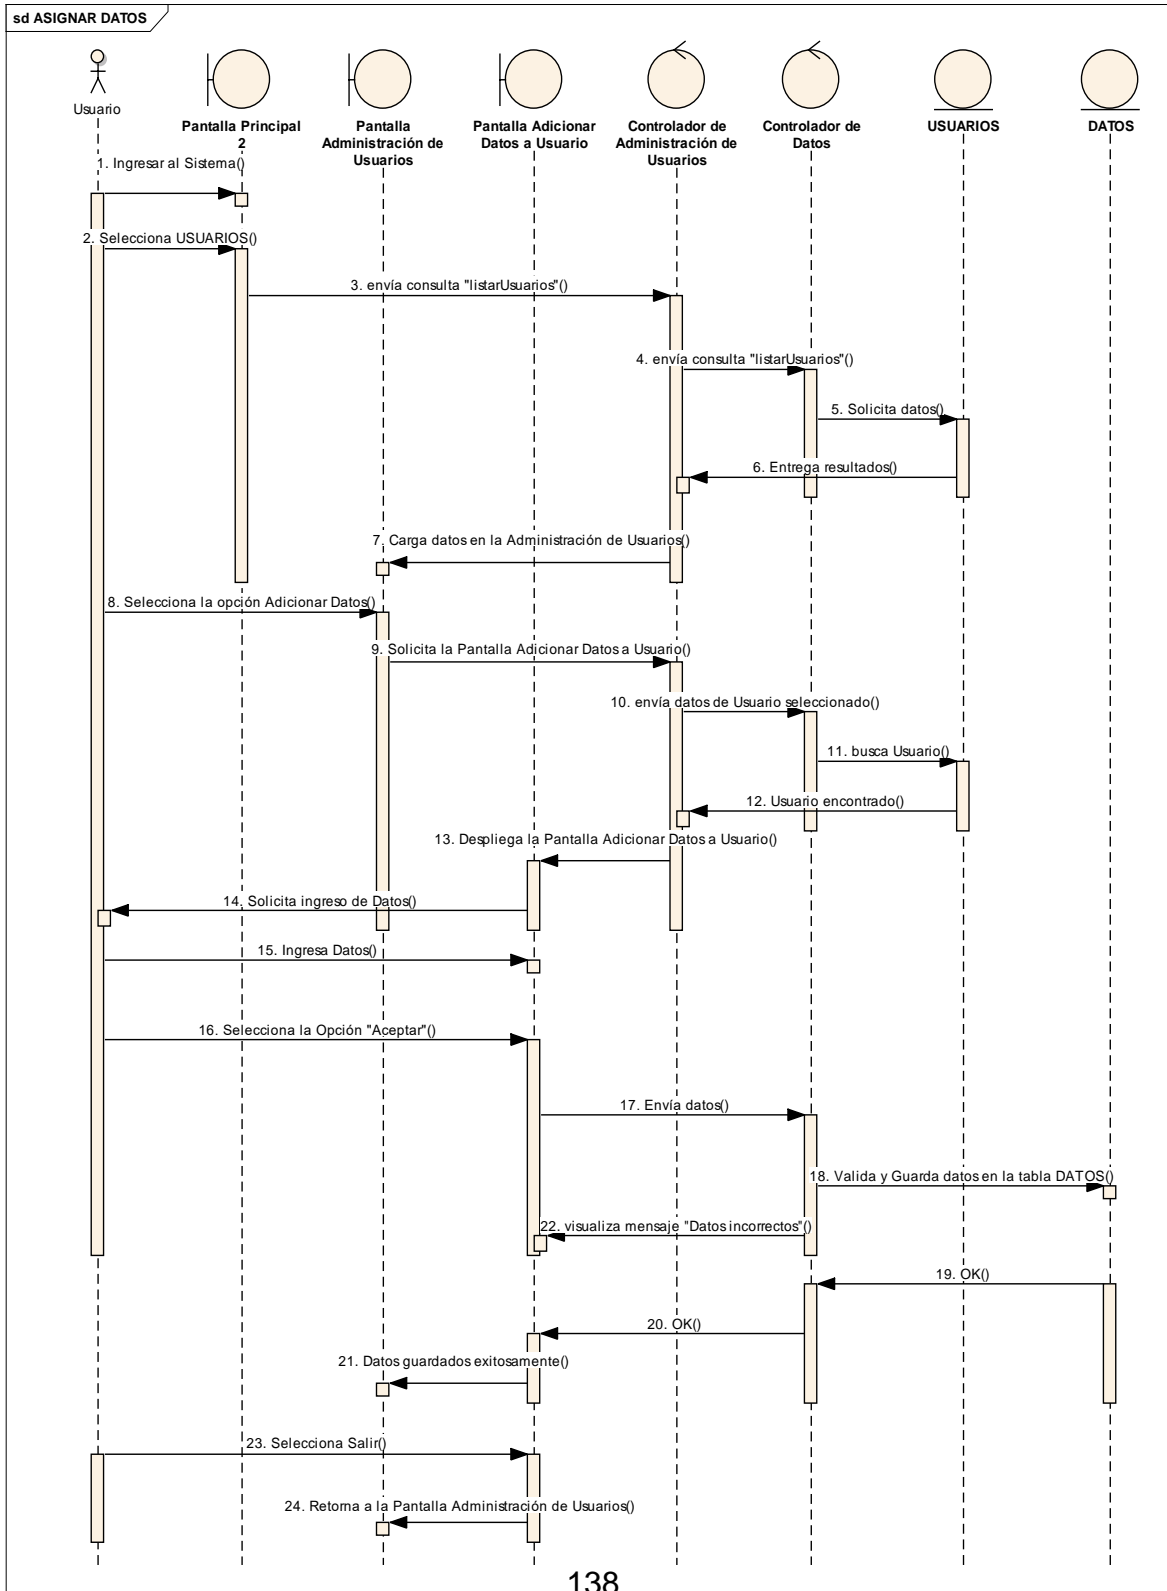 sd ASIGNAR DATOS
Usuario
Pantalla Principal
2
Pantalla
Administración de
Usuarios
Pantalla Adicionar
Datos a Usuario
Controlador de
Administración de
Usuarios
Controlador de
Datos
USUARIOS
DATOS
1. Ingresar al Sistema()
2. Selecciona USUARIOS()
3. envía consulta "listarUsuarios"()
4. envía consulta "listarUsuarios"()
5. Solicita datos()
6. Entrega resultados()
7. Carga datos en la Administración de Usuarios()
8. Selecciona la opción Adicionar Datos()
9. Solicita la Pantalla Adicionar Datos a Usuario()
10. envía datos de Usuario seleccionado()
11. busca Usuario()
12. Usuario encontrado()
13. Despliega la Pantalla Adicionar Datos a Usuario()
14. Solicita ingreso de Datos()
15. Ingresa Datos()
16. Selecciona la Opción "Aceptar"()
17. Envía datos()
18. Valida y Guarda datos en la tabla DATOS()
22. visualiza mensaje "Datos incorrectos"()
19. OK()
20. OK()
21. Datos guardados exitosamente()
23. Selecciona Salir()
24. Retorna a la Pantalla Administración de Usuarios()
138